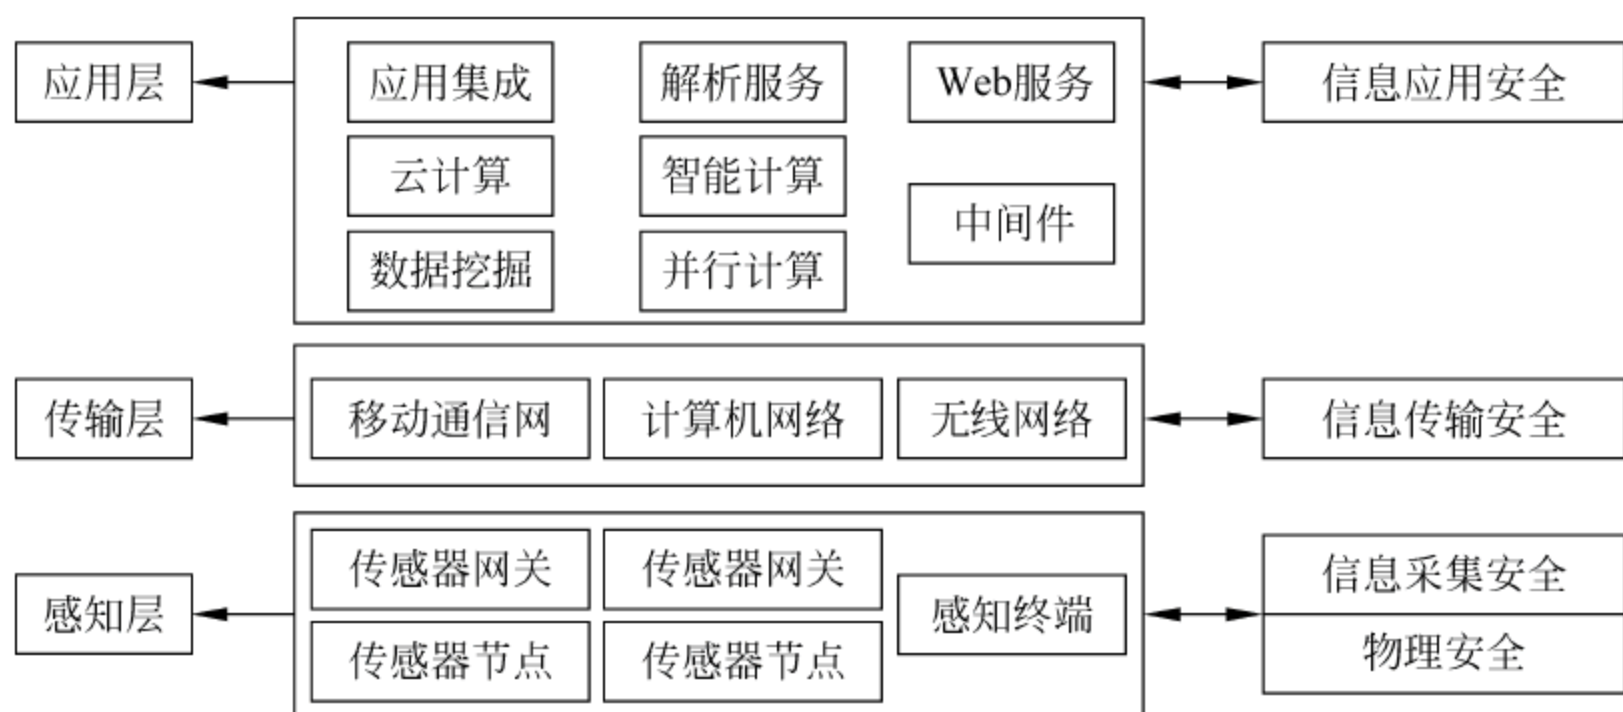 应用层
应用集成
解析服务
Web服务
信息应用安全
云计算
智能计算
中间件
数据挖掘
并行计算
传输层
移动通信网
计算机网络
无线网络
信息传输安全
感知层
传感器网关
传感器网关
感知终端
信息采集安全
传感器节点
传感器节点
物理安全